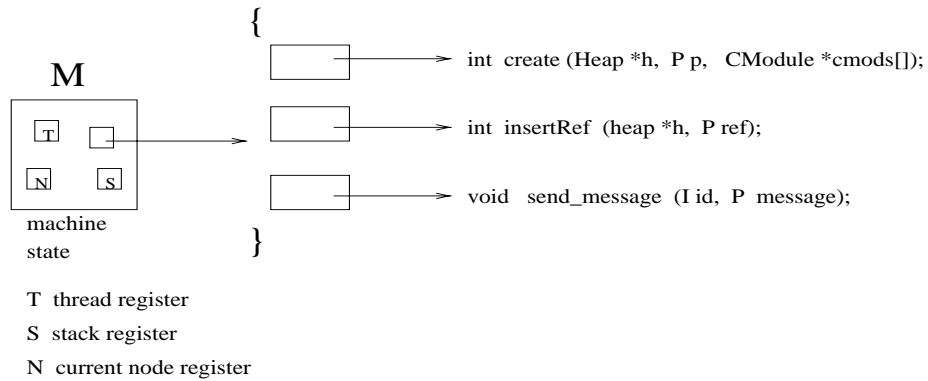 {
int create (Heap *h, P p, CModule *cmods[]);
M
T
int insertRef (heap *h, P ref);
N S
void send_message (I id, P message);
machine
state
}
T thread register
S stack register
N current node register